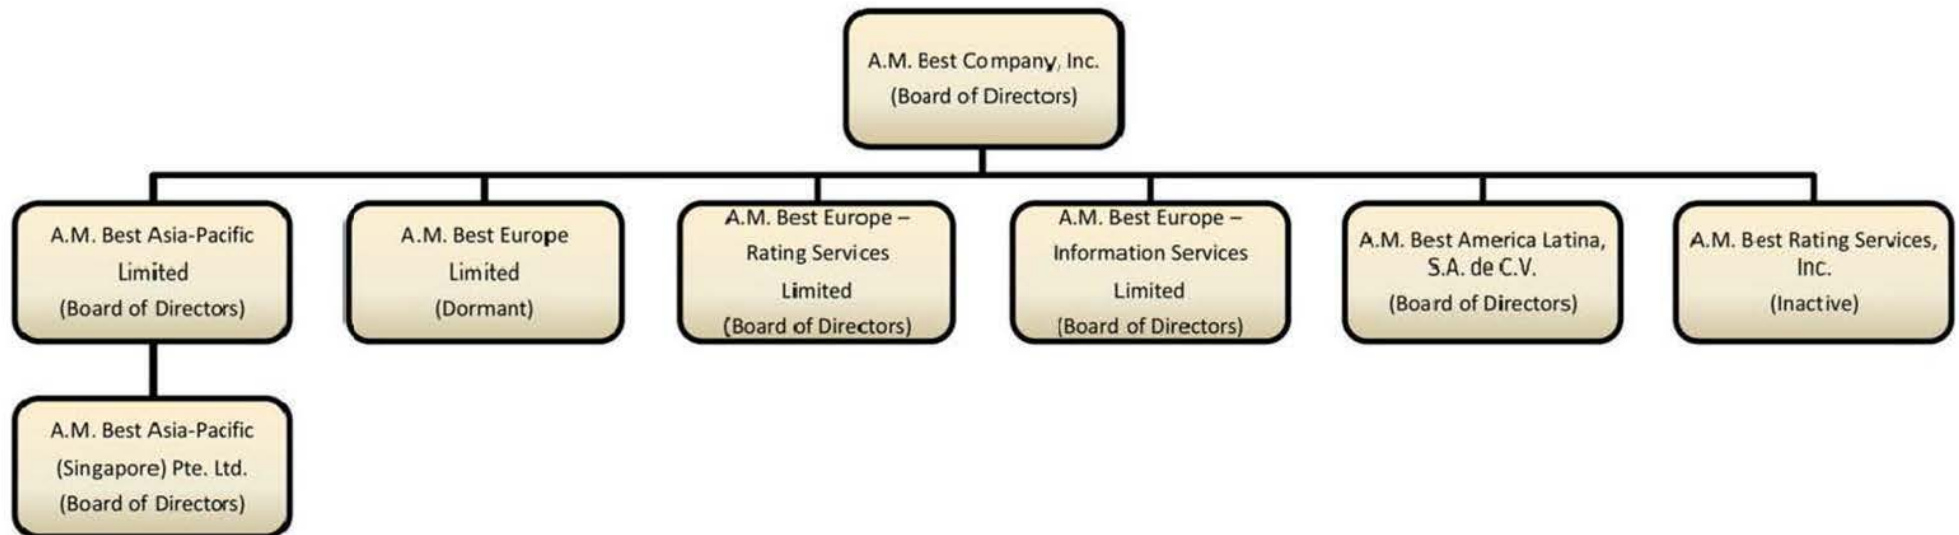 A.M. Best Company, Inc.
(Board of Directors)
A.M. Best Asia-Pacific
Limited
(Board of Directors)
A.M. Best Europe
Limited
(Dormant)
A.M. Best Europe –
Rating Services
Limited
(Board of Directors)
A.M. Best Europe –
Information Services
Limited
(Board of Directors)
A.M. Best America Latina,
S.A. de C.V.
(Board of Directors)
A.M. Best Rating Services,
Inc.
(Inactive)
A.M. Best Asia-Pacific
(Singapore) Pte. Ltd.
(Board of Directors)